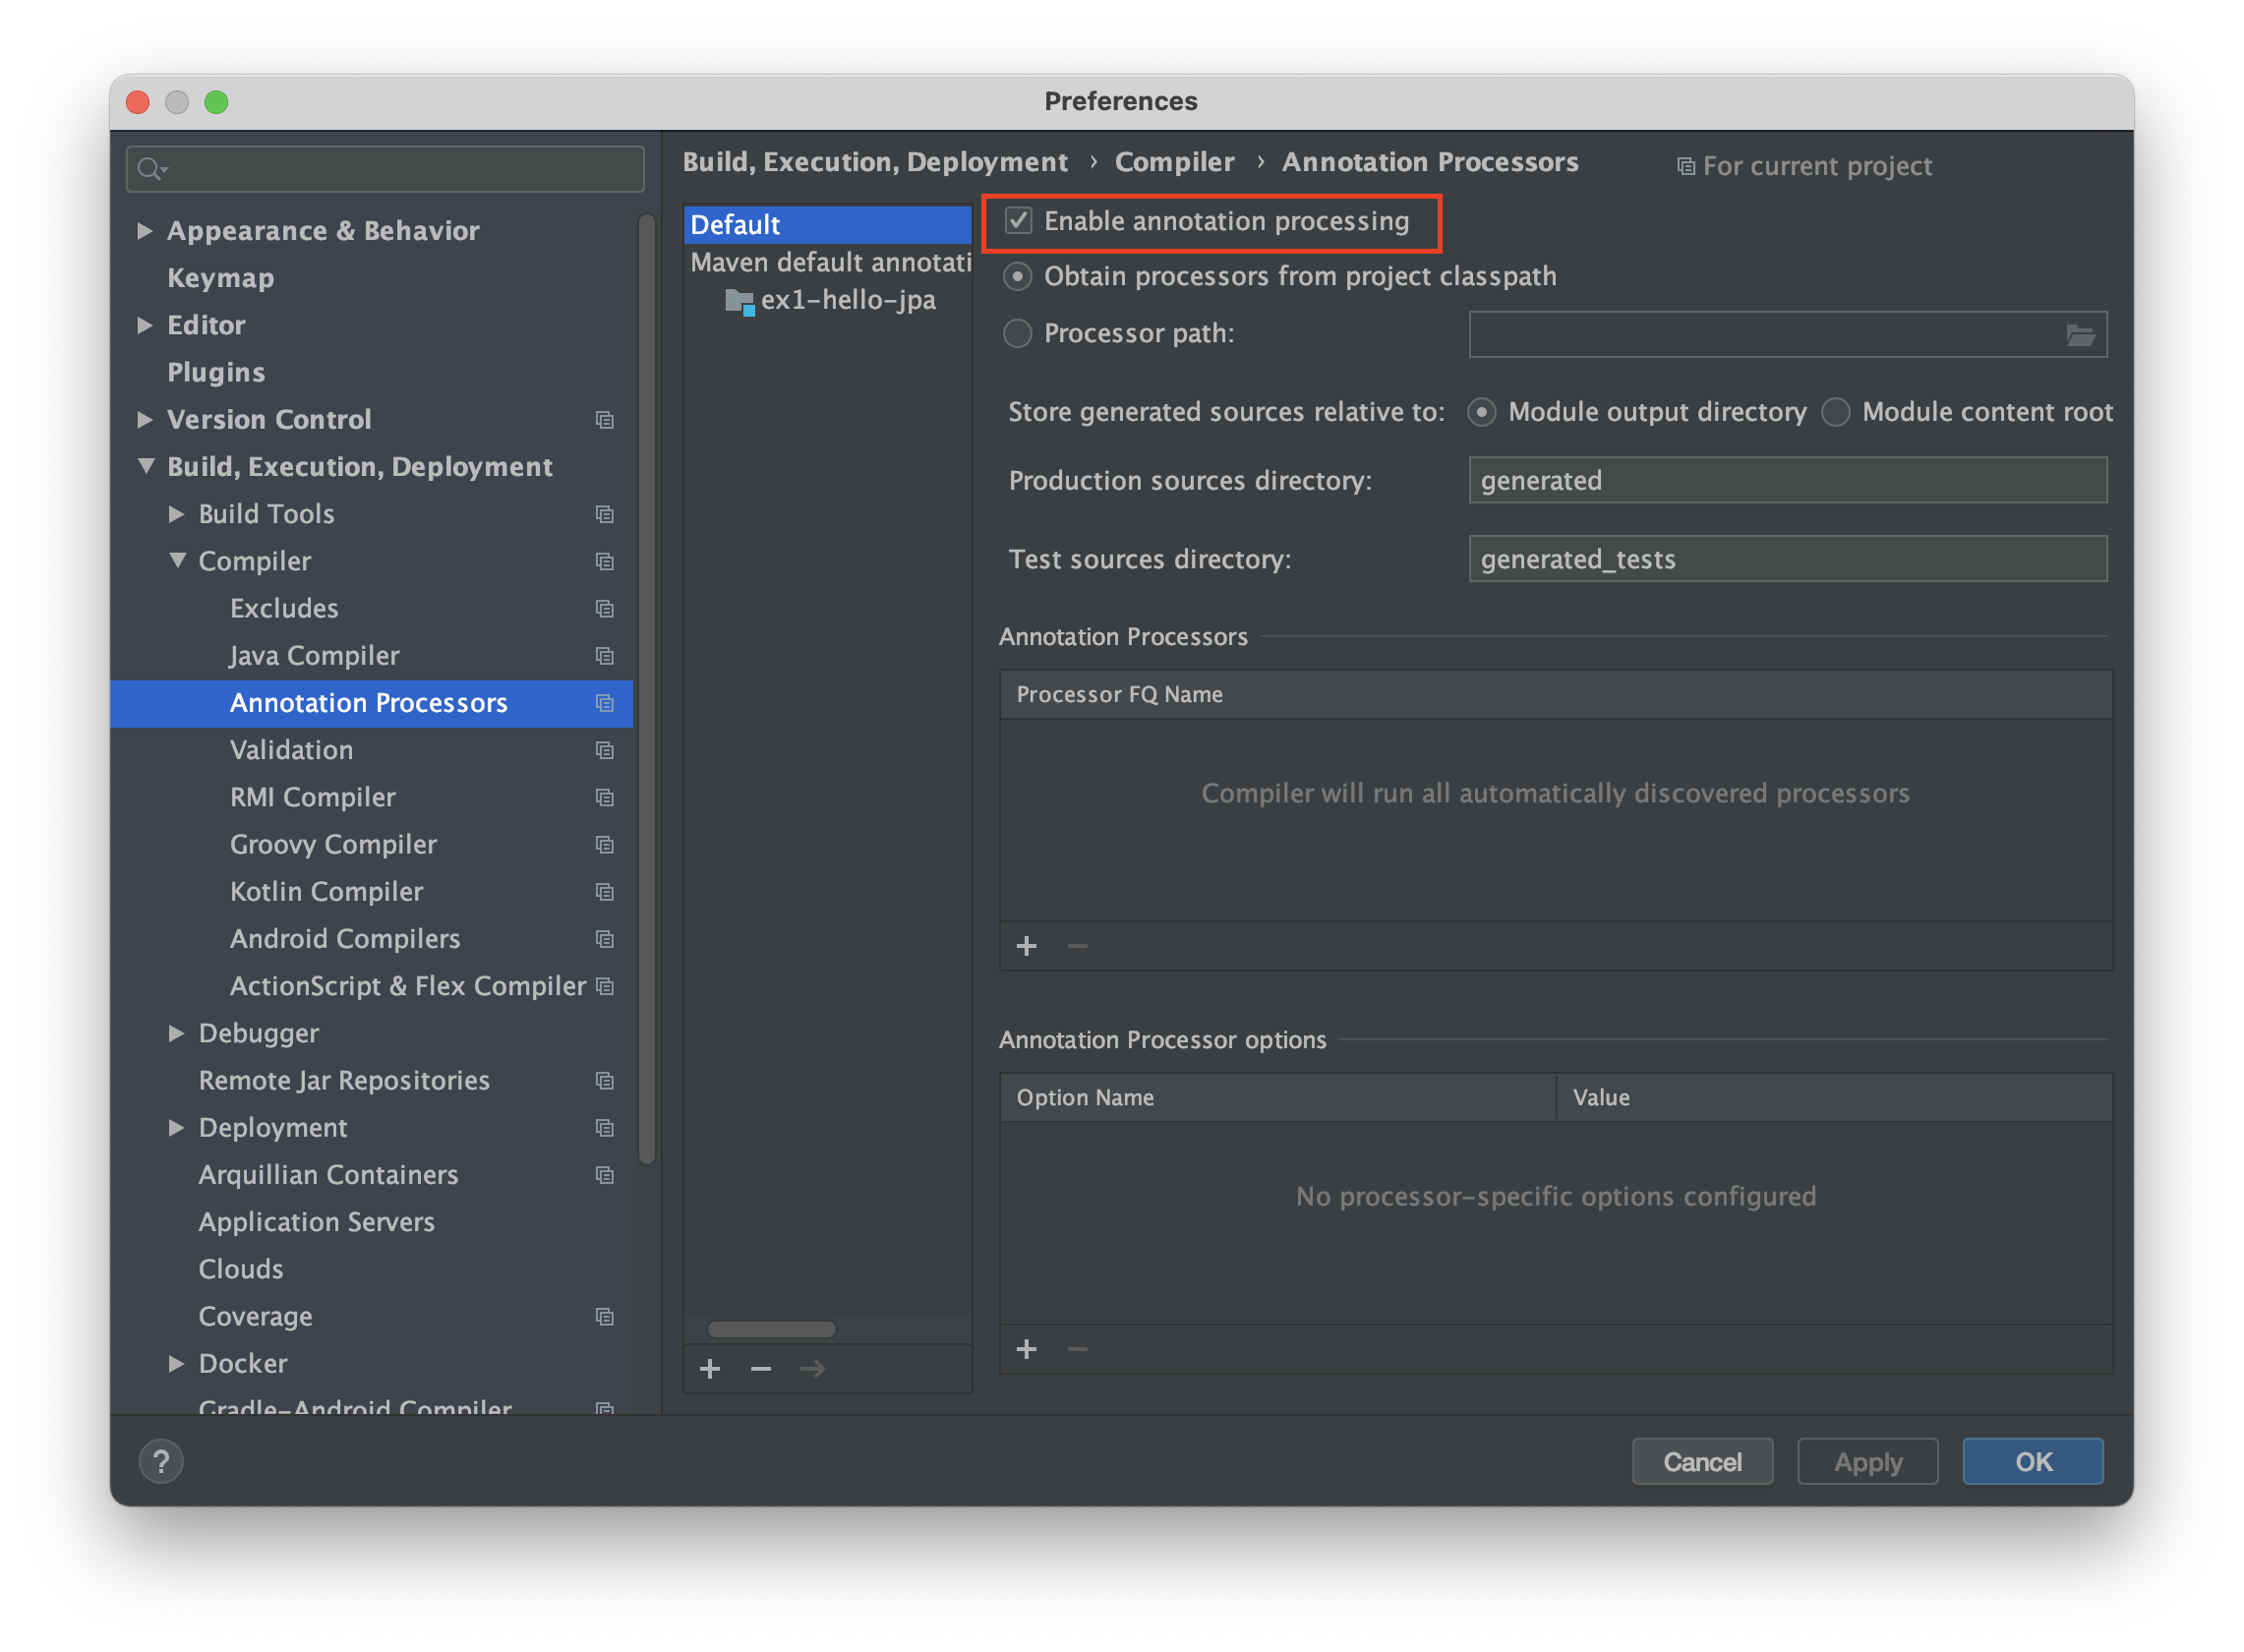 Preferences
Appearance & Behavior
Keymap
Editor
Plugins
Version Control
Build, Execution, Deployment
Build Tools
Compiler
Excludes
Java Compiler
Annotation Processors
Validation
RMI Compiler
Groovy Compiler
Kotlin Compiler
Android Compilers
ActionScript & Flex Compiler
Debugger
Remote Jar Repositories
Deployment
Arquillian Containers
Application Servers
Clouds
Coverage
Docker
Gradle-Android Compiler
Build, Execution, Deployment › Compiler › Annotation Processors For current project
Default
Maven default annotati
ex1-hello-jpa
Enable annotation processing
Obtain processors from project classpath
Processor path:
Store generated sources relative to: Module output directory Module content root
Production sources directory: generated
Test sources directory: generated_tests
Annotation Processors
Processor FQ Name
Compiler will run all automatically discovered processors
Annotation Processor options
Option Name Value
No processor-specific options configured
? Cancel Apply OK